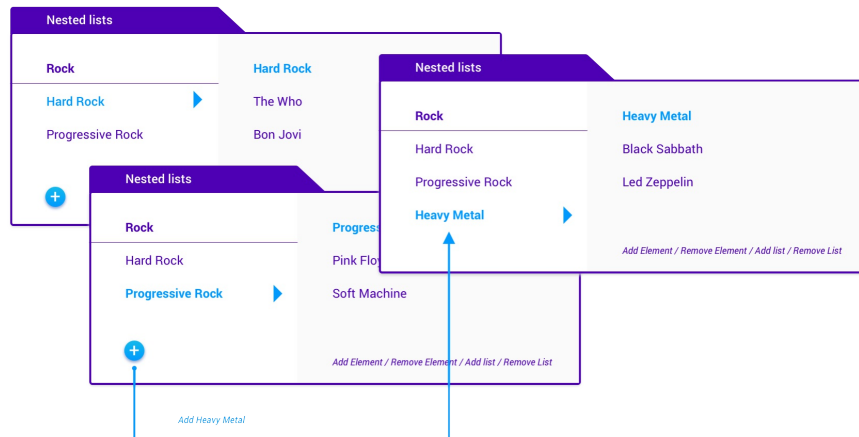 Nested lists
Rock
Hard Rock
Hard Rock
The Who
Progressive Rock
Bon Jovi
Nested lists
Rock
Hard Rock
Pink
Progressive Rock
Soft Machine
Add Element / Remove Element / Add list / Remove List
Add Heavy Metal
Nested lists
Rock
Heavy Metal
Hard Rock
Black Sabbath
Progressive Rock
Led Zeppelin
Heavy Metal
Add Element / Remove Element / Add list / Remove List